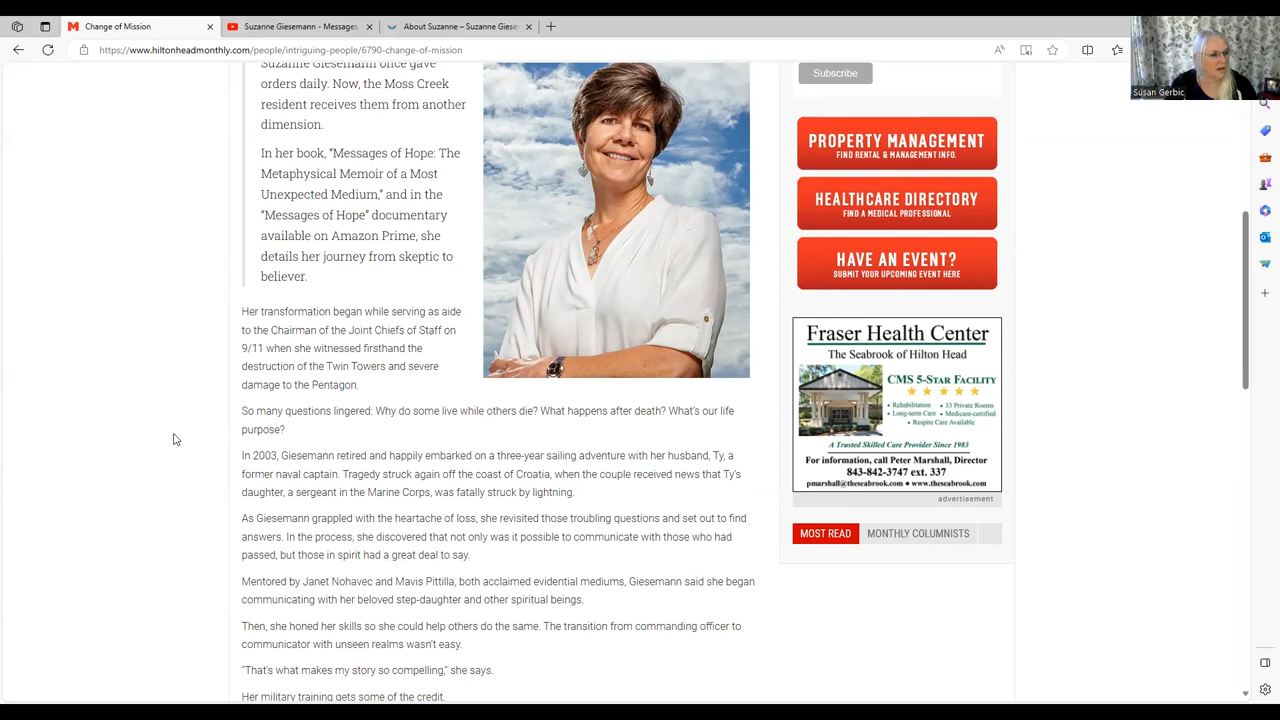 Change of Mission
Suzanne Giesemann - Messages
About Suzanne – Suzanne Giese
https://www.hiltonheadmonthly.com/people/intriguing-people/6790-change-of-mission
Susan Gerbic
Suzanne Giesemann once gave
orders daily. Now, the Moss Creek
resident receives them from another
dimension.
In her book, “Messages of Hope: The
Metaphysical Memoir of a Most
Unexpected Medium,” and in the
“Messages of Hope” documentary
available on Amazon Prime, she
details her journey from skeptic to
believer.
Her transformation began while serving as aide
to the Chairman of the Joint Chiefs of Staff on
9/11 when she witnessed firsthand the
destruction of the Twin Towers and severe
damage to the Pentagon.
So many questions lingered: Why do some live while others die? What happens after death? What’s our life
purpose?
In 2003, Giesemann retired and happily embarked on a three-year sailing adventure with her husband, Ty, a
former naval captain. Tragedy struck again off the coast of Croatia, when the couple received news that Ty’s
daughter, a sergeant in the Marine Corps, was fatally struck by lightning.
As Giesemann grappled with the heartache of loss, she revisited those troubling questions and set out to find
answers. In the process, she discovered that not only was it possible to communicate with those who had
passed, but those in spirit had a great deal to say.
Mentored by Janet Nohavec and Mavis Pittilla, both acclaimed evidential mediums, Giesemann said she began
communicating with her beloved step-daughter and other spiritual beings.
Then, she honed her skills so she could help others do the same. The transition from commanding officer to
communicator with unseen realms wasn’t easy.
“That’s what makes my story so compelling,” she says.
Her military training gets some of the credit.
Subscribe
PROPERTY MANAGEMENT
FIND RENTAL & MANAGEMENT INFO.
HEALTHCARE DIRECTORY
FIND A MEDICAL PROFESSIONAL
HAVE AN EVENT?
SUBMIT YOUR UPCOMING EVENT HERE
Fraser Health Center
The Seabrook of Hilton Head
CMS 5-STAR FACILITY
• Rehabilitation • 33 Private Rooms
• Long-term Care • Medicare-certified
• Respite Care Available
A Trusted Skilled Care Provider Since 1983
For information, call Peter Marshall, Director
843-842-3747 ext. 337
pmarshall@theseabrook.com • www.theseabrook.com
advertisement
MOST READ
MONTHLY COLUMNISTS